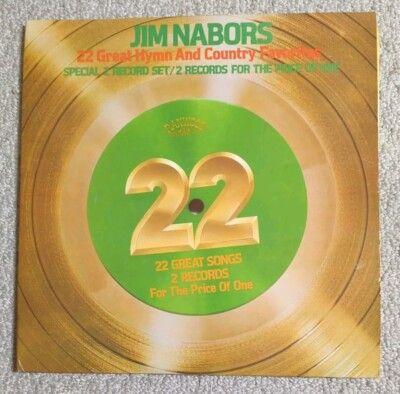 JIM NABORS
22 Great Hymn And Country Favorites
SPECIAL 2 RECORD SET/2 RECORDS FOR THE PRICE OF ONE
22
22 GREAT SONGS
2 RECORDS
For The Price Of One